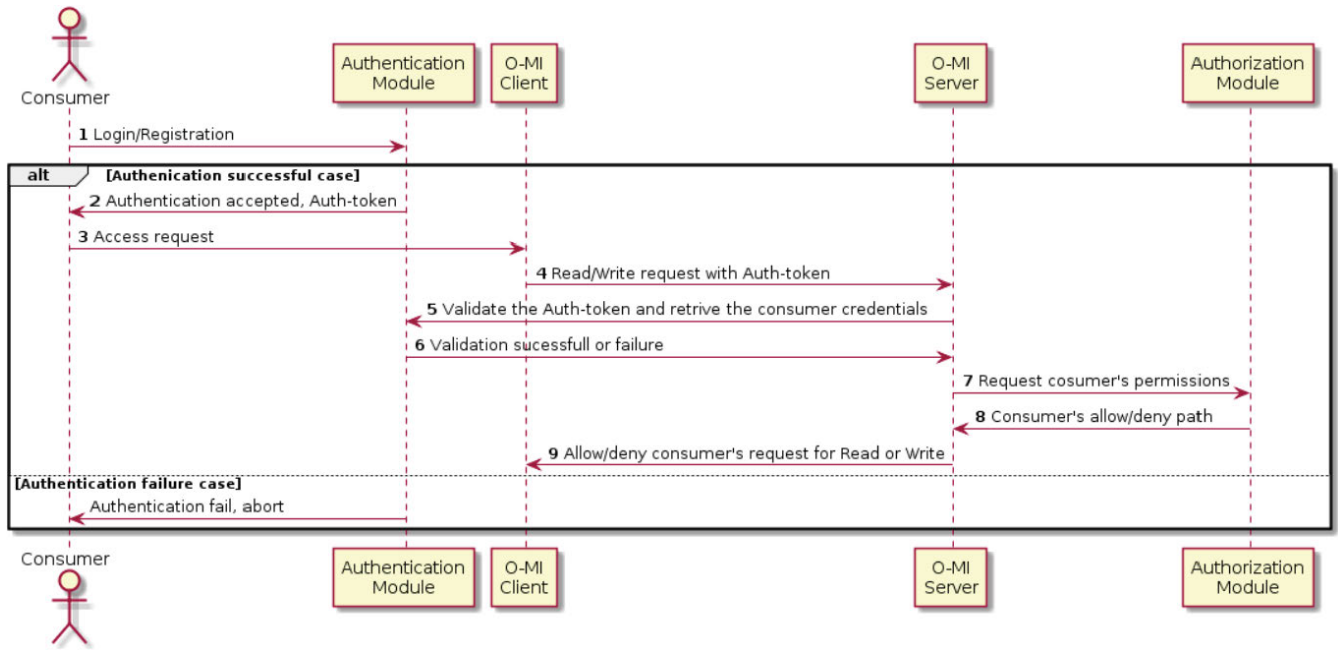 Consumer
Authentication
Module
O-MI
Client
O-MI
Server
Authorization
Module
1 Login/Registration
alt [Authenication successful case]
2 Authentication accepted, Auth-token
3 Access request
4 Read/Write request with Auth-token
5 Validate the Auth-token and retrive the consumer credentials
6 Validation sucessfull or failure
7 Request cosumer's permissions
8 Consumer's allow/deny path
9 Allow/deny consumer's request for Read or Write
[Authentication failure case]
Authentication fail, abort
Consumer
Authentication
Module
O-MI
Client
O-MI
Server
Authorization
Module